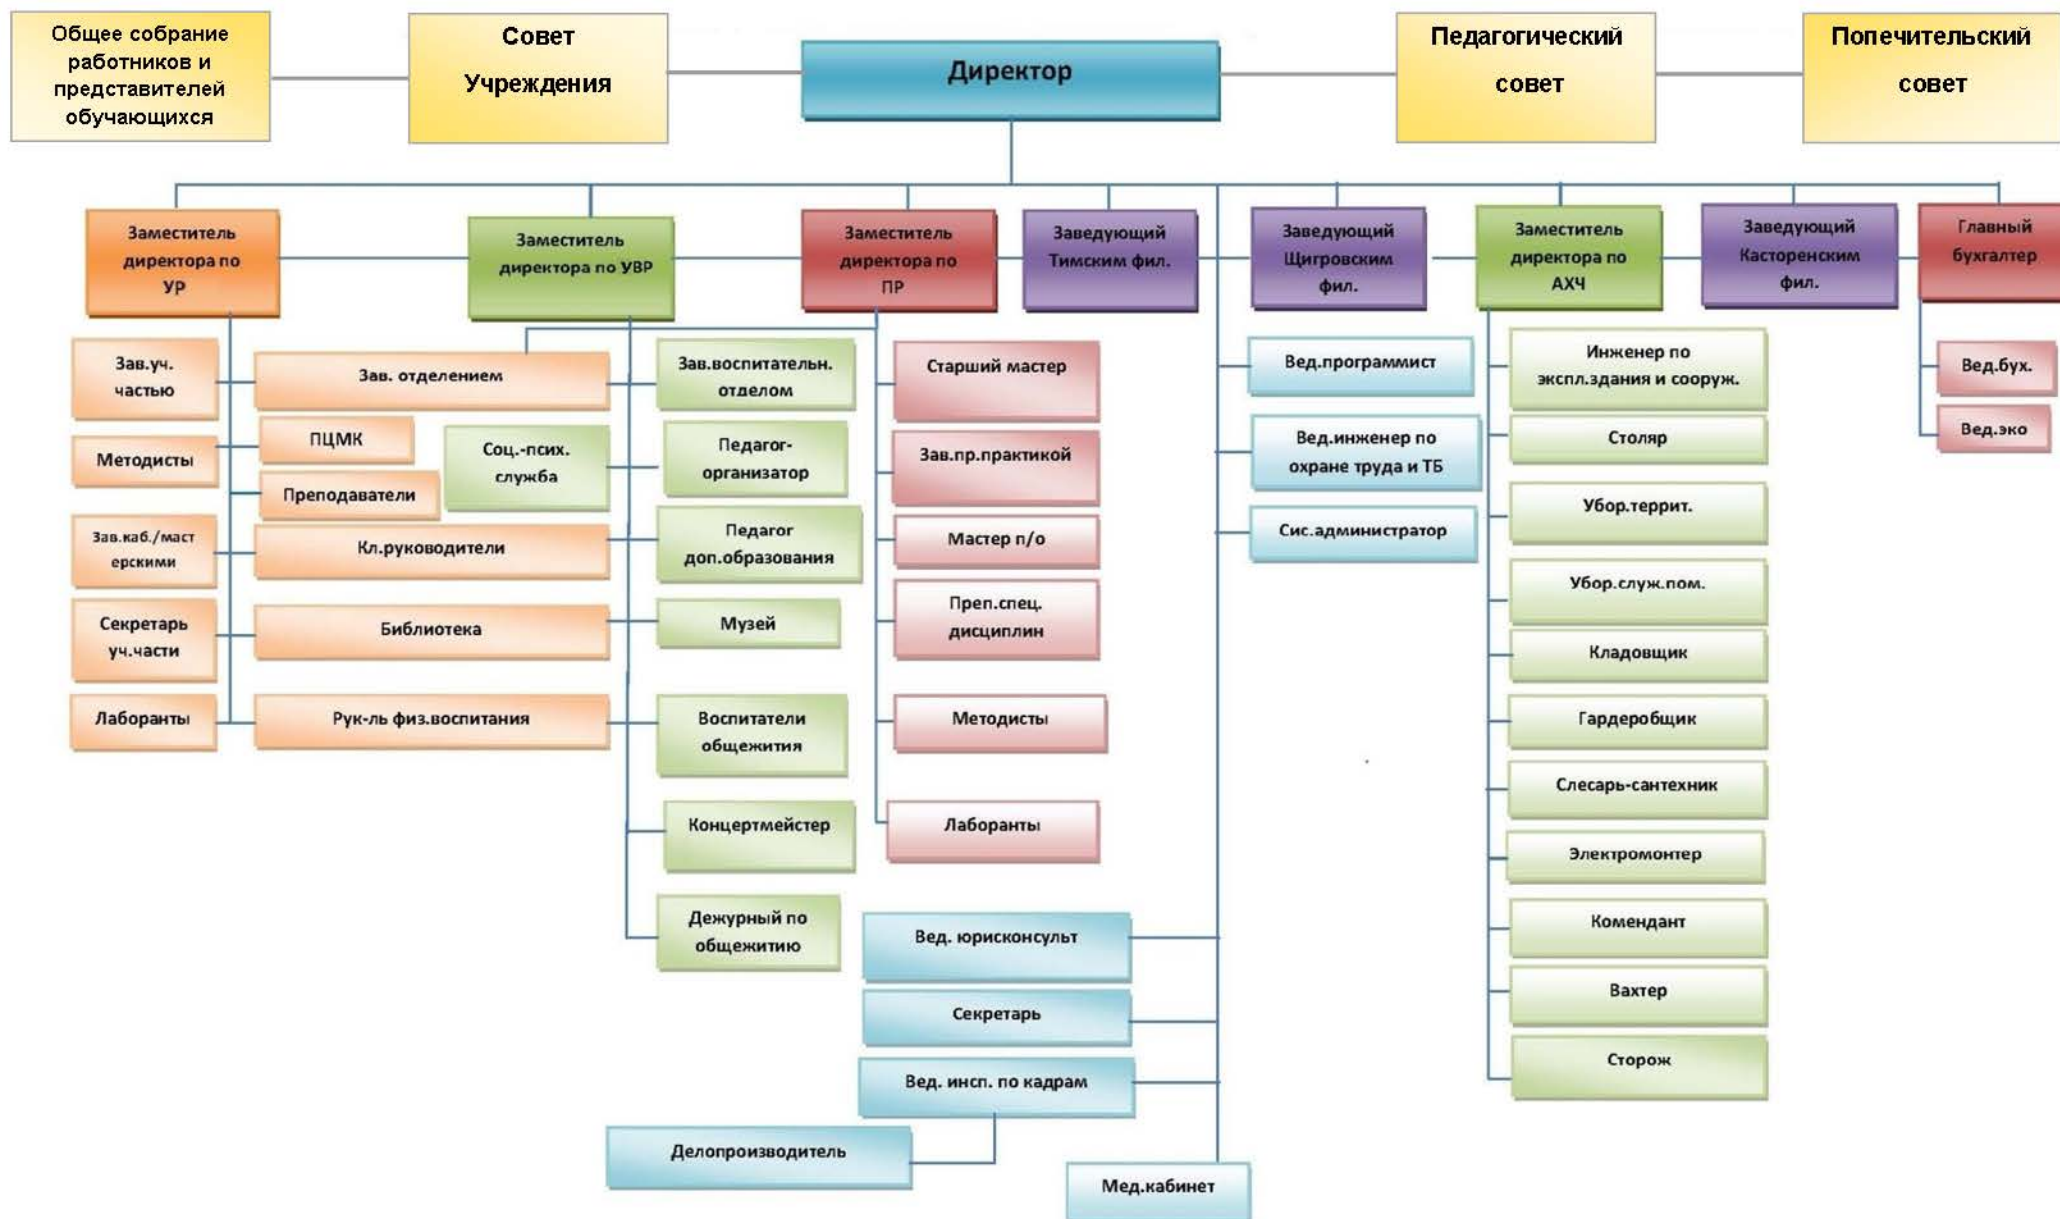 Общее собрание
работников и
представителей
обучающихся
Совет
Учреждения
Директор
Педагогический
совет
Попечительский
совет
Заместитель
директора по
УР
Заместитель
директора по УВР
Заместитель
директора по
ПР
Заведующий
Тимским фил.
Заведующий
Щигровским
фил.
Заместитель
директора по
АХЧ
Заведующий
Касторенским
фил.
Главный
бухгалтер
Зав.уч.
частью
Методисты
Зав.каб./маст
ерскими
Секретарь
уч.части
Лаборанты
Зав. отделением
ПЦМК
Преподаватели
Кл.руководители
Библиотека
Рук-ль физ.воспитания
Соц.-псих.
служба
Зав.воспитательн.
отделом
Педагог-
организатор
Педагог
доп.образования
Музей
Воспитатели
общежития
Концертмейстер
Дежурный по
общежитию
Старший мастер
Зав.пр.практикой
Мастер п/о
Преп.спец.
дисциплин
Методисты
Лаборанты
Вед.программист
Вед.инженер по
охране труда и ТБ
Сис.администратор
Вед. юрисконсульт
Секретарь
Вед. инсп. по кадрам
Делопроизводитель
Мед.кабинет
Инженер по
экспл.здания и сооруж.
Столяр
Убор.террит.
Убор.служ.пом.
Кладовщик
Гардеробщик
Слесарь-сантехник
Электромонтер
Комендант
Вахтер
Сторож
Вед.бух.
Вед.эко